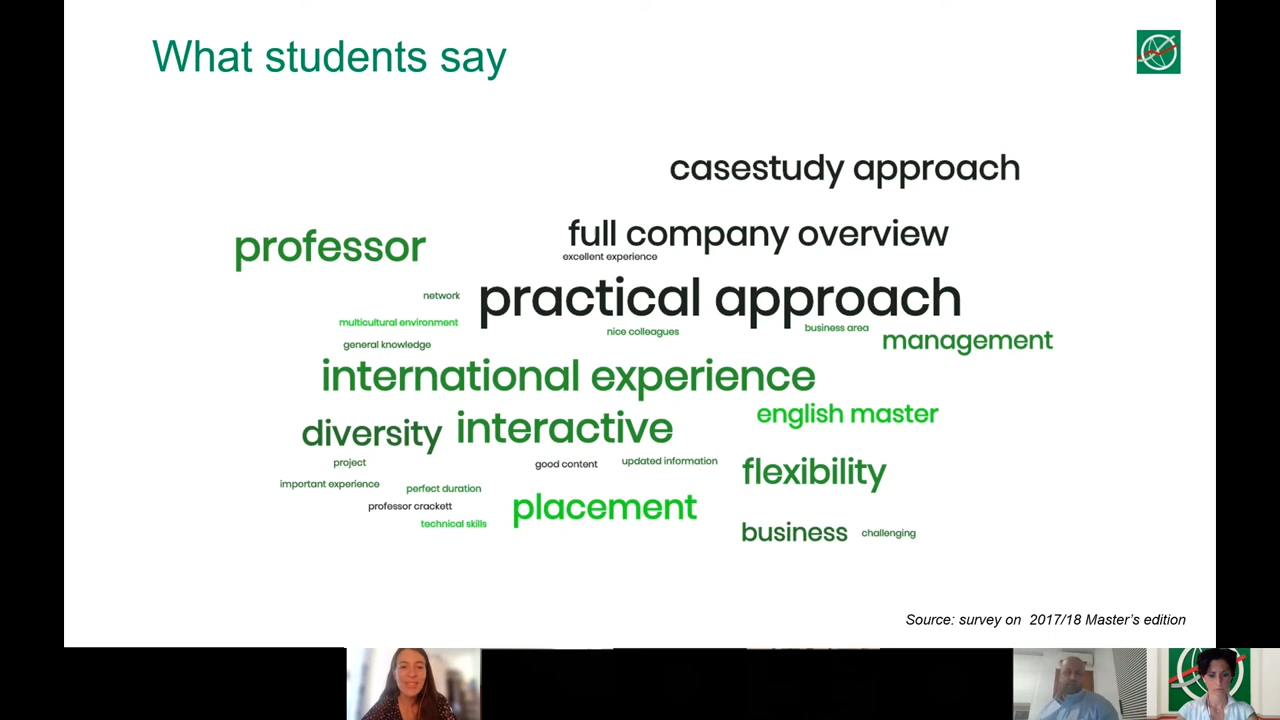 What students say
casestudy approach
full company overview
professor
excellent experience
network
practical approach
multicultural environment
nice colleagues
business area
management
general knowledge
international experience
english master
diversity
interactive
project
good content
updated information
flexibility
important experience
perfect duration
professor crackett
placement
technical skills
business
challenging
Source: survey on 2017/18 Master's edition